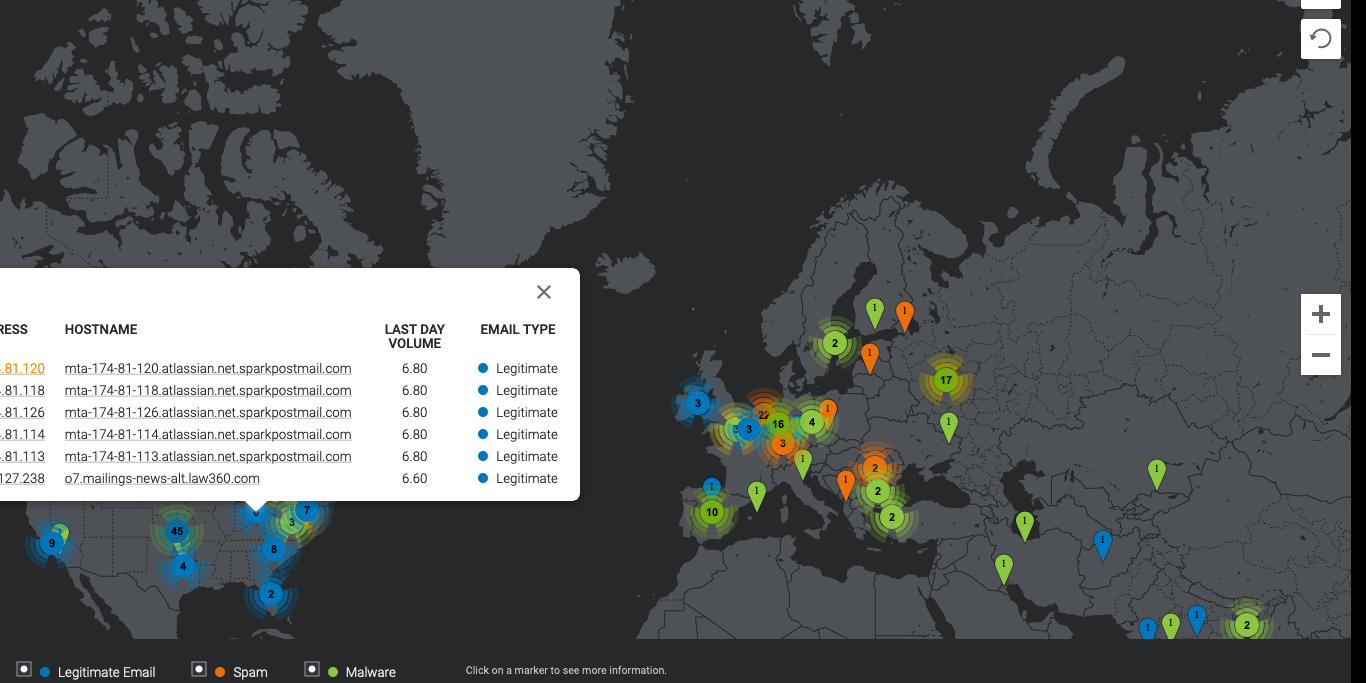 RESS HOSTNAME LAST DAY VOLUME EMAIL TYPE
.81.120 mta-174-81-120.atlassian.net.sparkpostmail.com 6.80 Legitimate
.81.118 mta-174-81-118.atlassian.net.sparkpostmail.com 6.80 Legitimate
.81.126 mta-174-81-126.atlassian.net.sparkpostmail.com 6.80 Legitimate
.81.114 mta-174-81-114.atlassian.net.sparkpostmail.com 6.80 Legitimate
.81.113 mta-174-81-113.atlassian.net.sparkpostmail.com 6.80 Legitimate
127.238 o7.mailings-news-alt.law360.com 6.60 Legitimate
1 1
2
1
17
3
22 1
3 3 16 4
1
3
1
2
1 1
1 2
1
10 2
1
1
1
6 3 7
45
9
8
4
2
1 1 1 2
Legitimate Email Spam Malware Click on a marker to see more information.